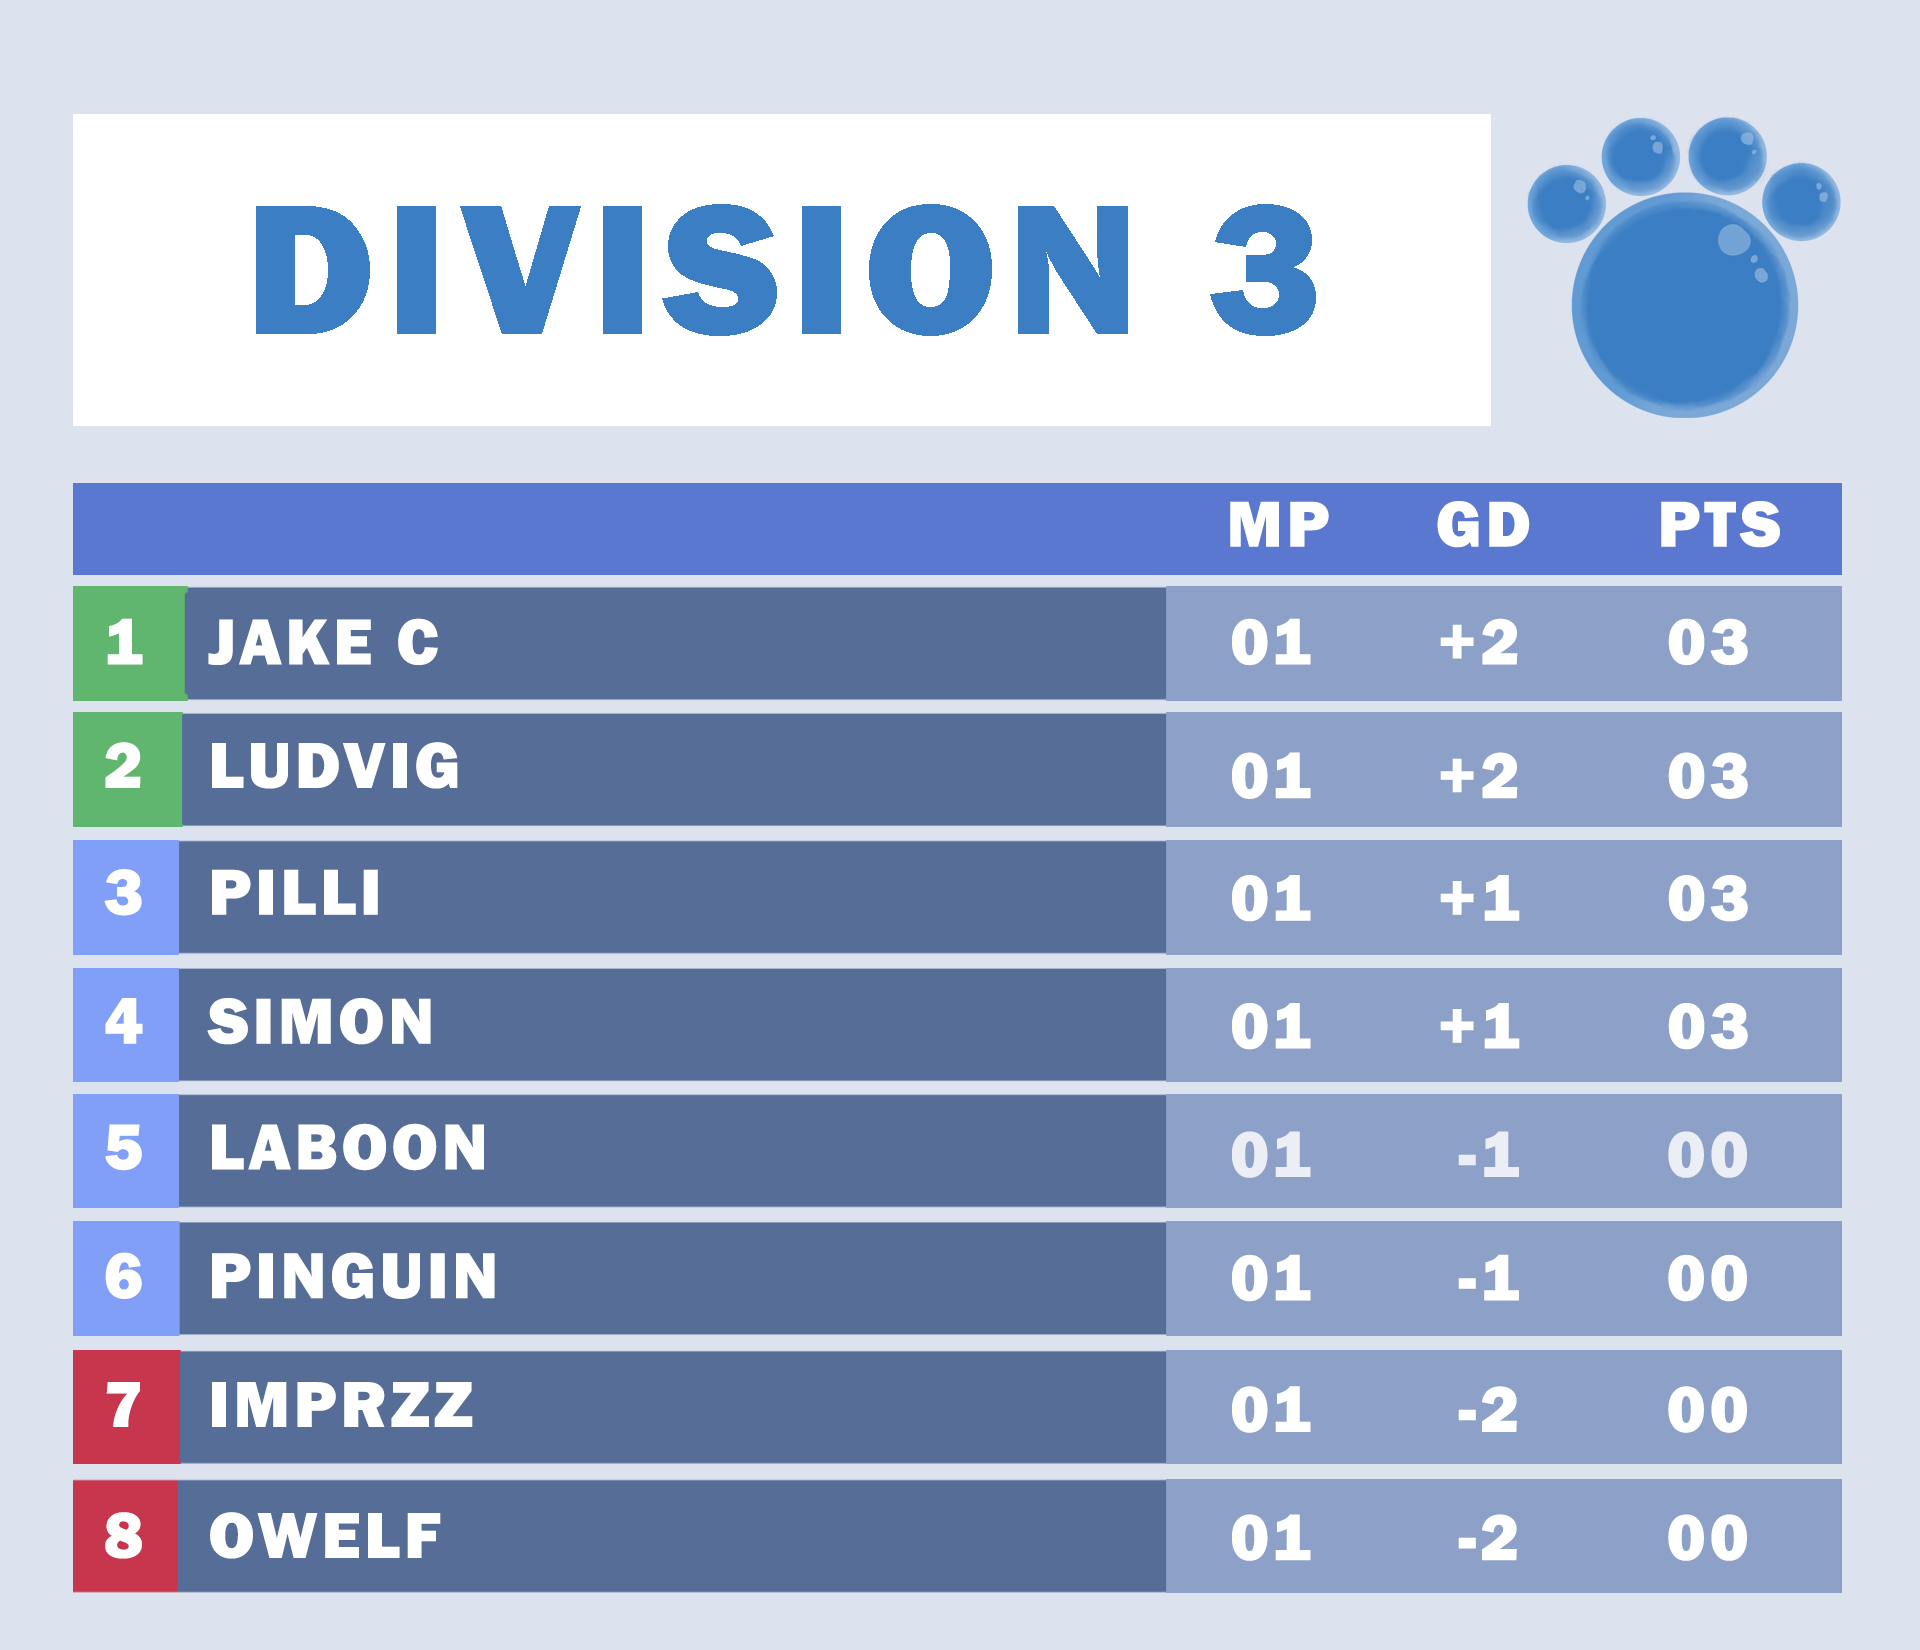 DIVISION 3
MP GD PTS
1 JAKE C 01 +2 03
2 LUDVIG 01 +2 03
3 PILLI 01 +1 03
4 SIMON 01 +1 03
5 LABOON 01 -1 00
6 PINGUIN 01 -1 00
7 IMPRZZ 01 -2 00
8 OWELF 01 -2 00